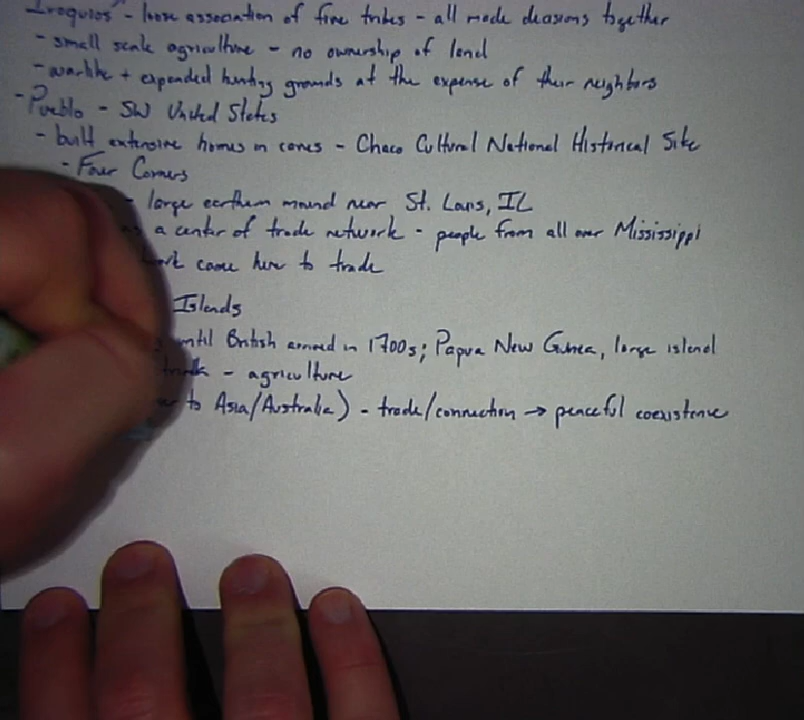 Iroquios - loose association of five tribes - all made decisions together
- small scale agriculture - no ownership of land
- warlike + expanded hunting grounds at the expense of their neighbors
- Pueblo - SW United States
- built extensive homes in caves - Chaco Cultural National Historical Site
- Four Corners
- large earthen mound near St. Louis, IL
a center of trade network - people from all over Mississippi
came here to trade
Islands
until British arrived in 1700s; Papua New Guinea, large island
trade - agriculture
to Asia/Australia) - trade/connection → peaceful coexistence